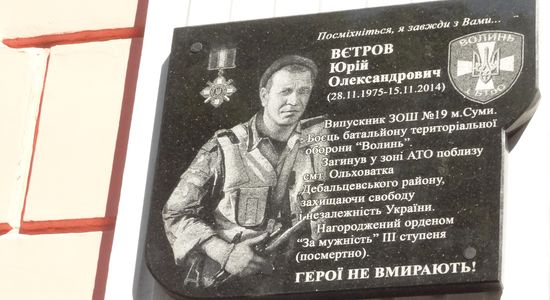 Посміхніться, я завжди з Вами...
ВЄТРОВ
Юрій
Олександрович
(28.11.1975-15.11.2014)
ВОЛИНЬ
Випускник ЗОШ №19 м.Суми.
Боєць батальйону територіальної
оборони "Волинь".
Загинув у зоні АТО поблизу
смт Ольховатка
Дебальцевського району,
захищаючи свободу
і незалежність України.
Нагороджений орденом
"За мужність" ІІІ ступеня
(посмертно).
ГЕРОЇ НЕ ВМИРАЮТЬ!